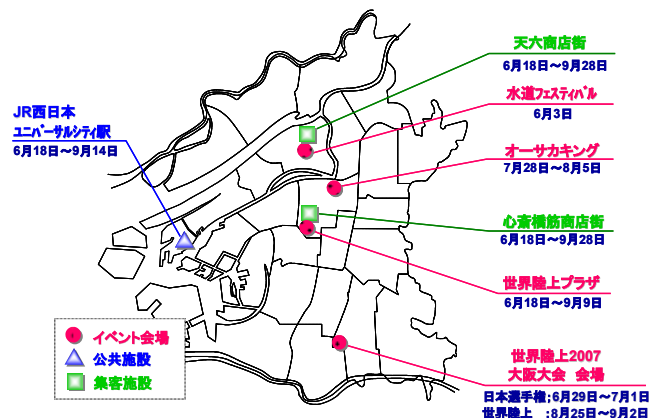 天六商店街
6月18日～9月28日
水道フェスティバル
6月3日
JR西日本
ユニバーサルシティ駅
6月18日～9月14日
オーサカキング
7月28日～8月5日
心斎橋筋商店街
6月18日～9月28日
世界陸上プラザ
6月18日～9月9日
世界陸上2007
大阪大会 会場
日本選手権;6月29日～7月1日
世界陸上 :8月25日～9月2日
イベント会場
公共施設
集客施設